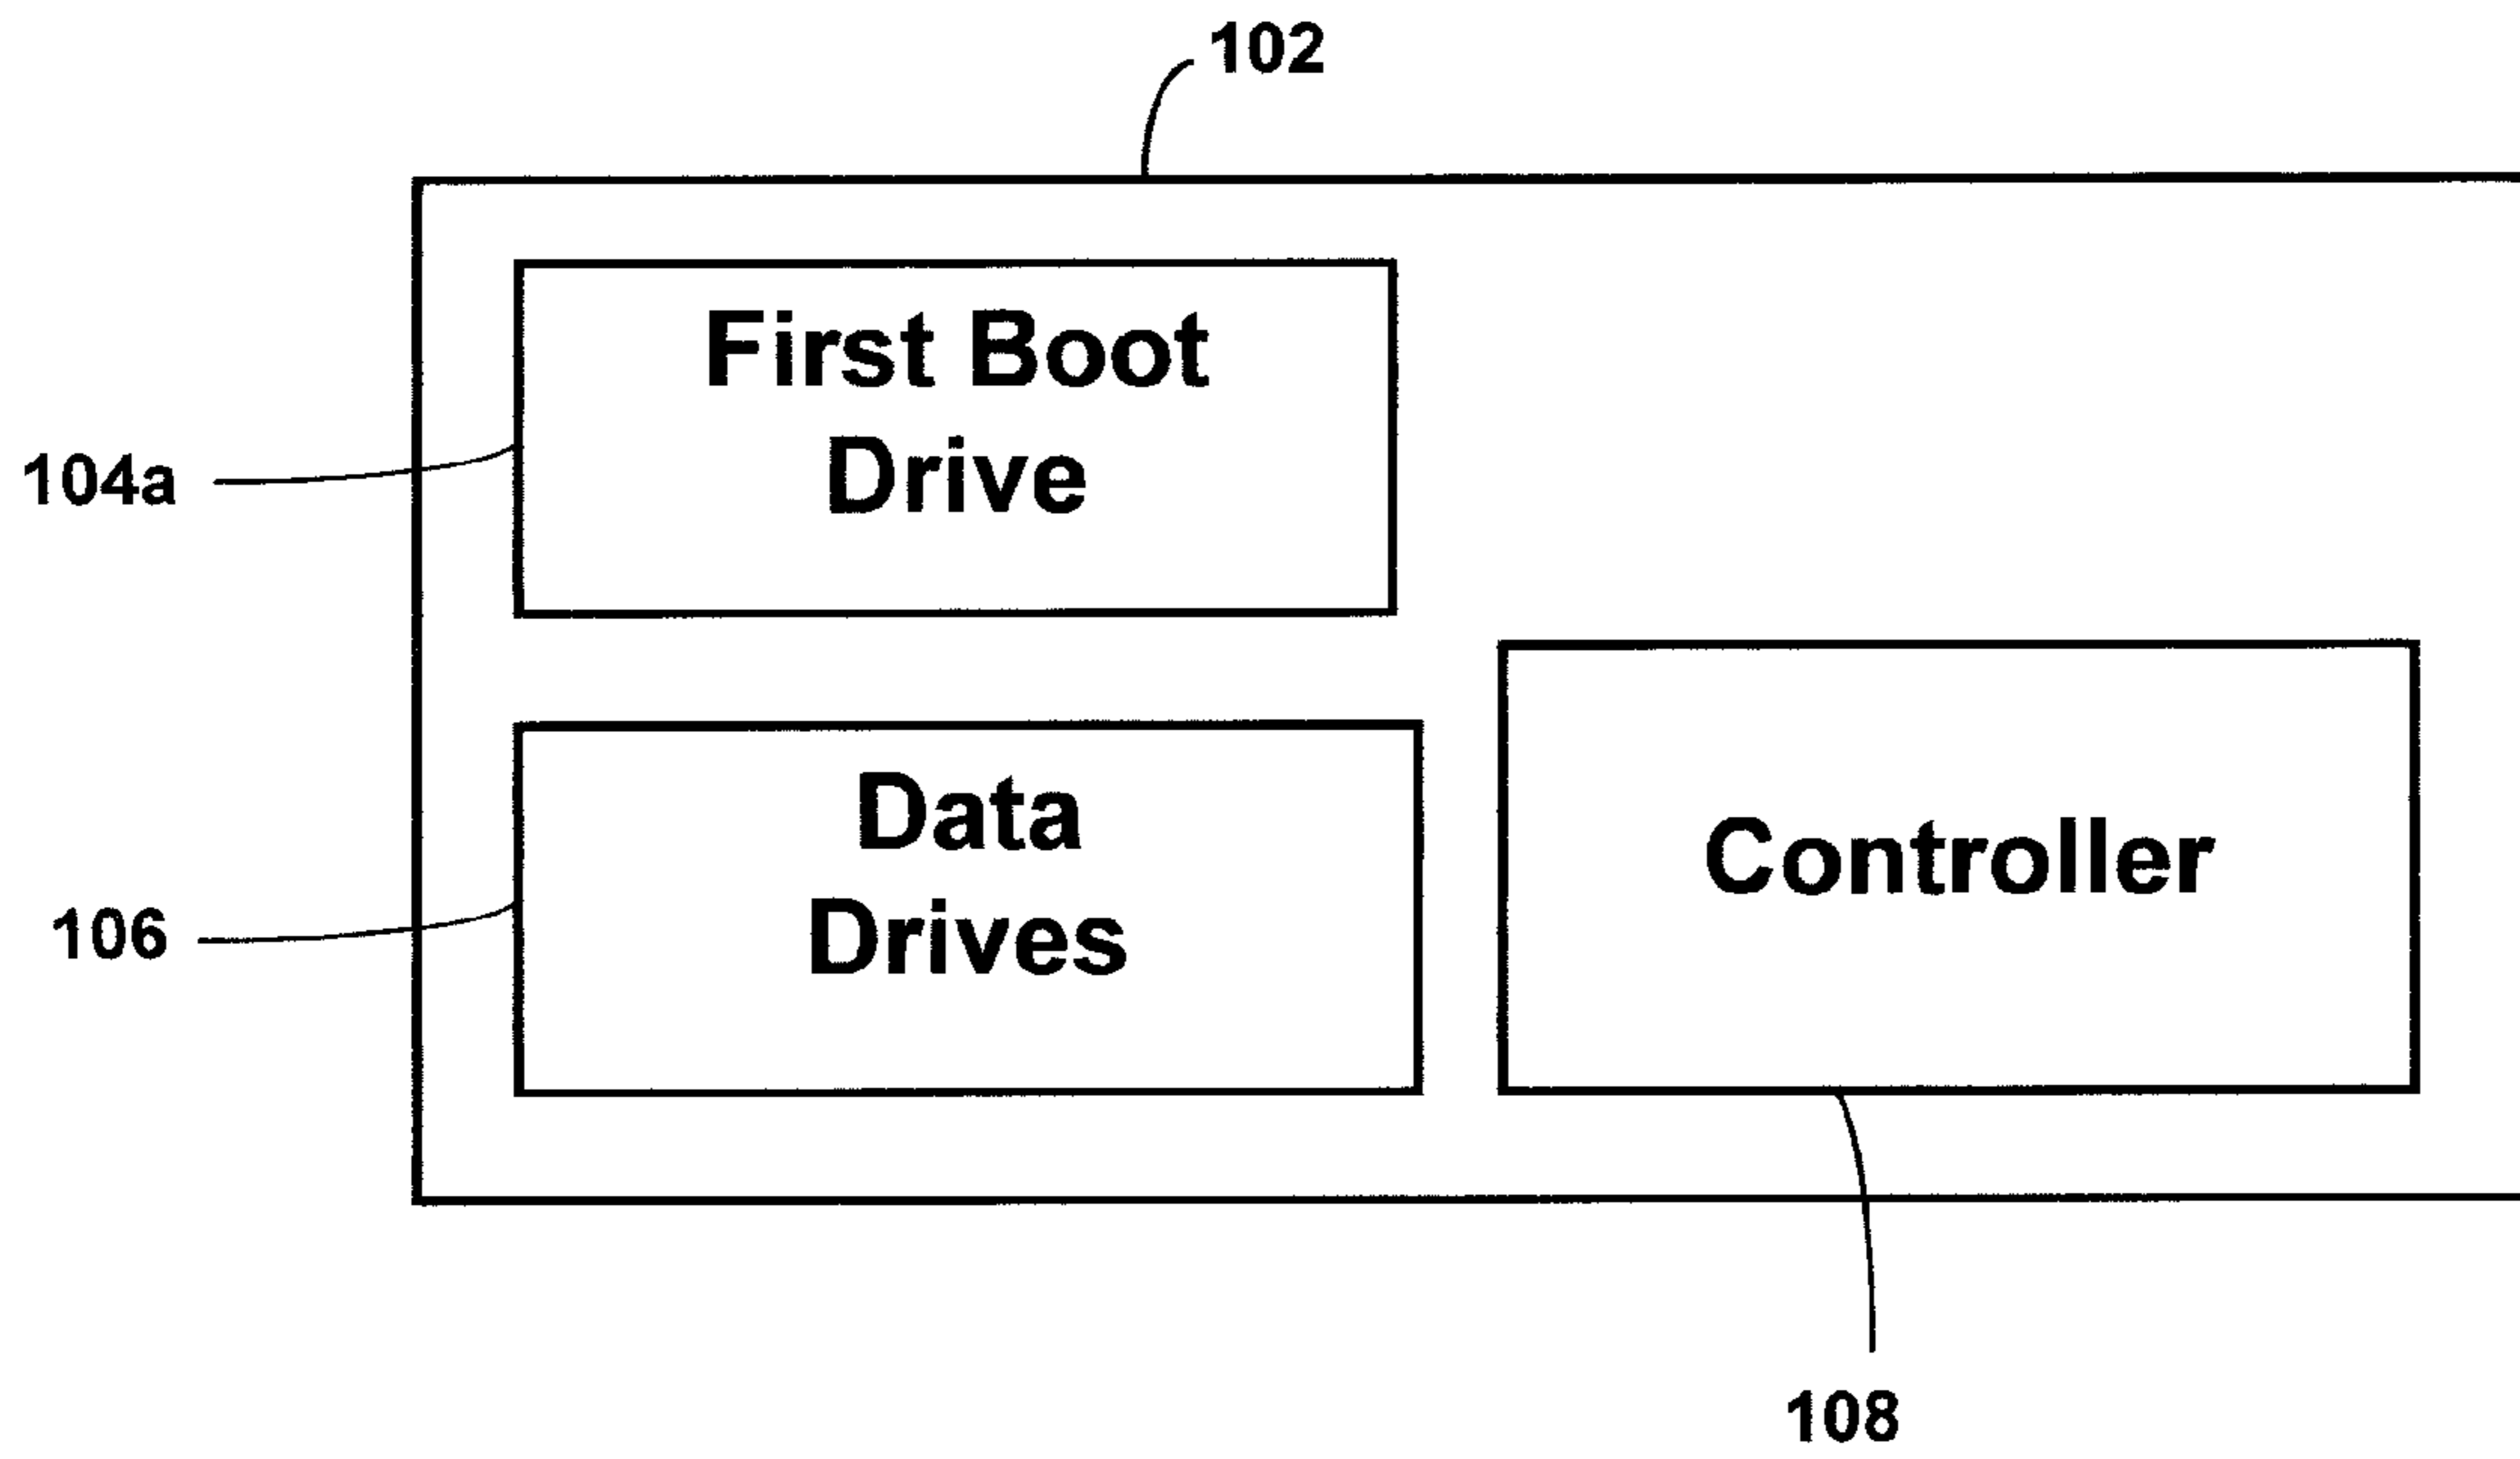 102
First Boot
Drive
104a
Data
Drives
Controller
106
108